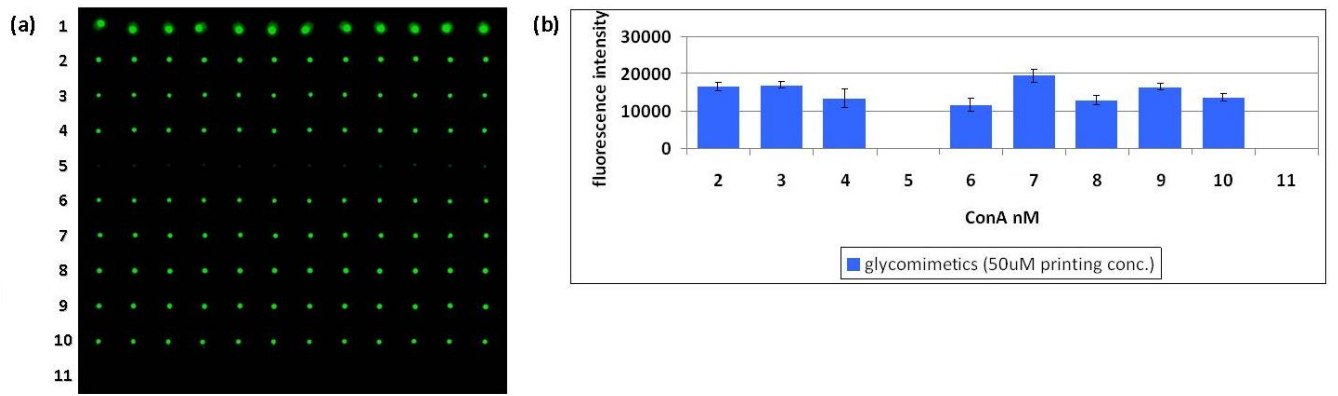 (a)
1
2
3
4
5
6
7
8
9
10
11
(b)
fluorescence intensity
30000
20000
10000
0
2 3 4 5 6 7 8 9 10 11
ConA nM
glycomimetics (50uM printing conc.)